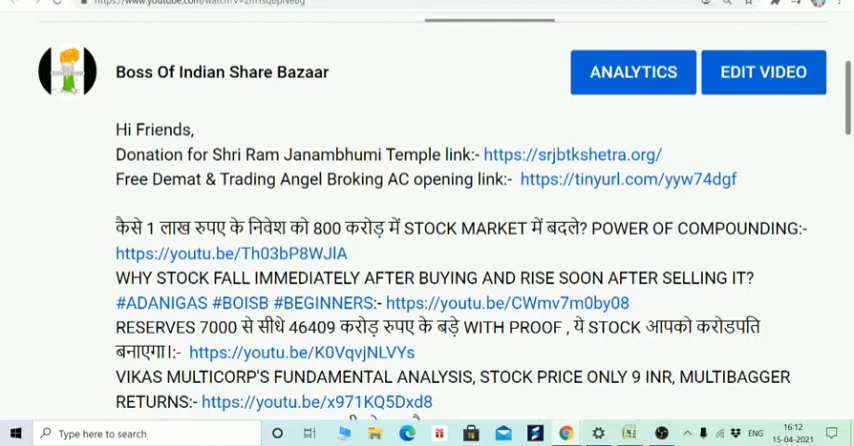 Boss Of Indian Share Bazaar
ANALYTICS
EDIT VIDEO
Hi Friends,
Donation for Shri Ram Janambhumi Temple link:- https://srjbtkshetra.org/
Free Demat & Trading Angel Broking AC opening link:- https://tinyurl.com/yyw74dgf
कैसे 1 लाख रुपए के निवेश को 800 करोड़ में STOCK MARKET में बदले? POWER OF COMPOUNDING:-
https://youtu.be/Th03bP8WJlA
WHY STOCK FALL IMMEDIATELY AFTER BUYING AND RISE SOON AFTER SELLING IT?
#ADANIGAS #BOISB #BEGINNERS:- https://youtu.be/CWmv7m0by08
RESERVES 7000 से सीधे 46409 करोड़ रुपए के बड़े WITH PROOF , ये STOCK आपको करोडपति
बनाएगा।:- https://youtu.be/K0VqvjNLVYs
VIKAS MULTICORP'S FUNDAMENTAL ANALYSIS, STOCK PRICE ONLY 9 INR, MULTIBAGGER
RETURNS:- https://youtu.be/x971KQ5Dxd8
Type here to search
ENG
16:12
15-04-2021